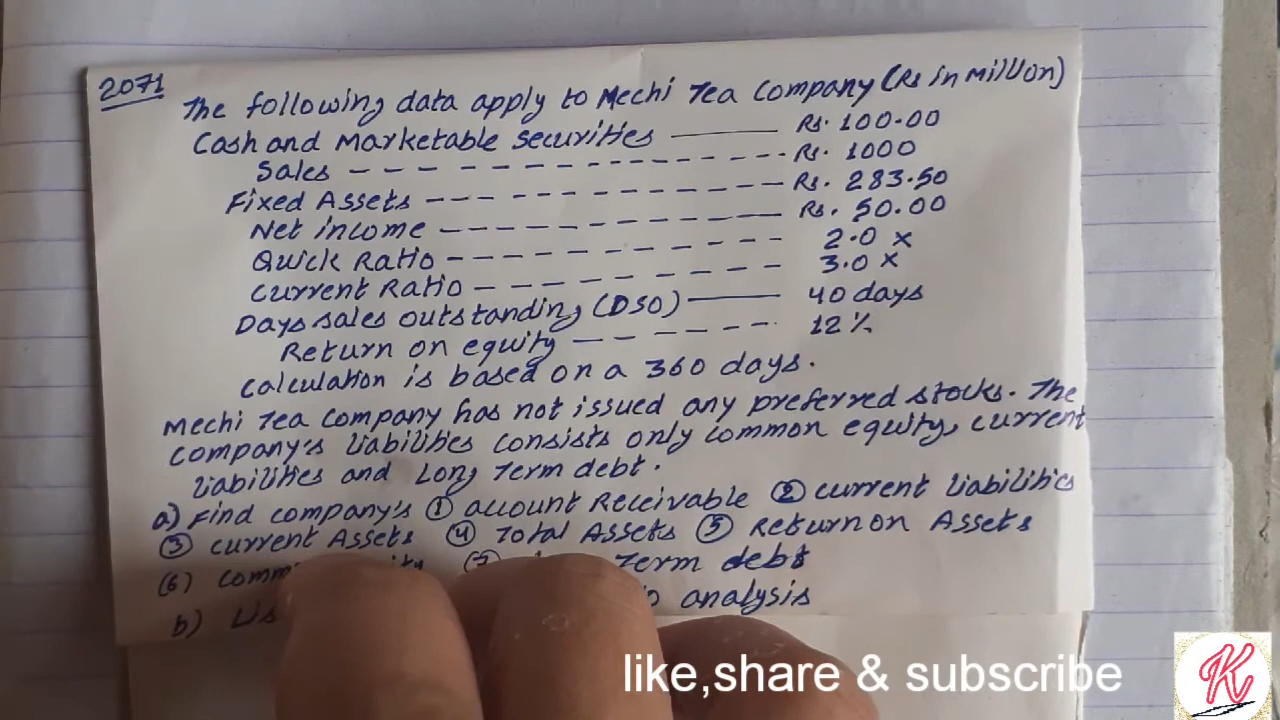 2071
The following data apply to Mechi Tea Company (Rs in Million)
Cash and Marketable Securities ——— Rs. 100.00
Sales - - - - - - - - - - - - - - Rs. 1000
Fixed Assets - - - - - - - - - - - - Rs. 283.50
Net income - - - - - - - - - - - Rs. 50.00
Quick Ratio - - - - - - - - - - - 2.0 x
Current Ratio - - - - - - - - - - 3.0 x
Days sales outstanding (DSO) ——— 40 days
Return on equity - - - - - - - 12 %
Calculation is based on a 360 days.
Mechi Tea Company has not issued any preferred stocks. The
company's liabilities consists only common equity, current
liabilities and Long Term debt.
a) Find company's ① account Receivable ② current liabilities
③ current Assets ④ Total Assets ⑤ Return on Assets
(6) (7) Term debt
b) analysis
like,share & subscribe
K